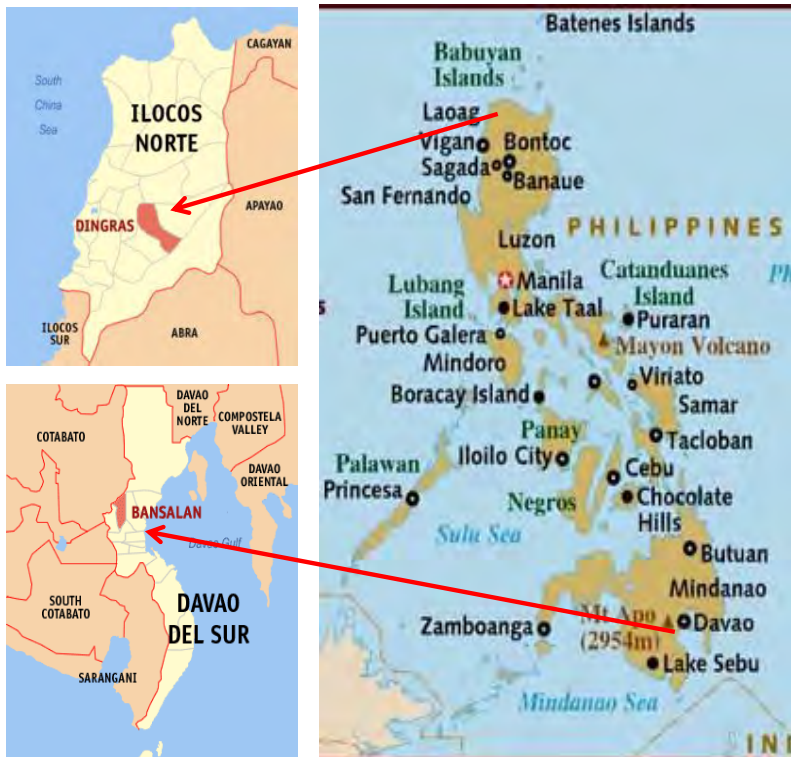 CAGAYAN
South
China
Sea
ILOCOS
NORTE
APAYAO
DINGRAS
ILOCOS
SUR
ABRA
DAVAO
DEL
NORTE
COMPOSTELA
VALLEY
COTABATO
DAVAO
ORIENTAL
BANSALAN
Davao Gulf
SOUTH
COTABATO
DAVAO
DEL SUR
SARANGANI
Batenes Islands
Babuyan
Islands
Laoag
Vigan
Bontoc
Sagada
Banaue
San Fernando
PHILIPPINES
Luzon
Manila
Catanduanes
Island
Lubang
Island
Lake Taal
Puraran
Puerto Galera
Mayon Volcano
Mindoro
Viriato
Boracay Island
Samar
Panay
Tacloban
Iloilo City
Palawan
Princesa
Cebu
Negros
Chocolate
Hills
Sulu Sea
Butuan
Mindanao
Mt Apo
(2954m)
Davao
Zamboanga
Lake Sebu
Mindanao Sea